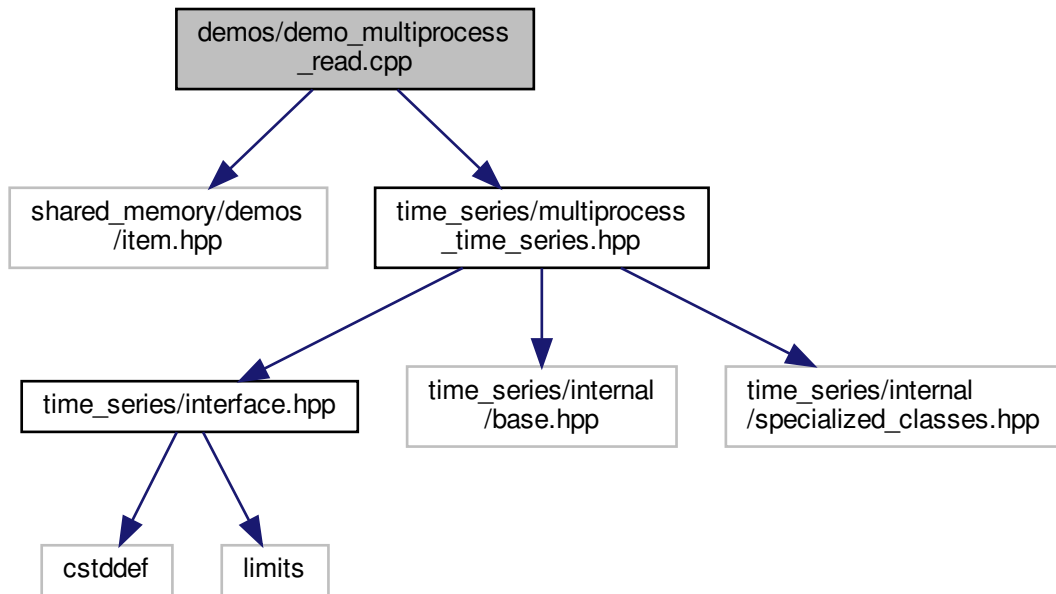 demos/demo_multiprocess
_read.cpp
shared_memory/demos
/item.hpp
time_series/multiprocess
_time_series.hpp
time_series/interface.hpp
time_series/internal
/base.hpp
time_series/internal
/specialized_classes.hpp
cstddef
limits